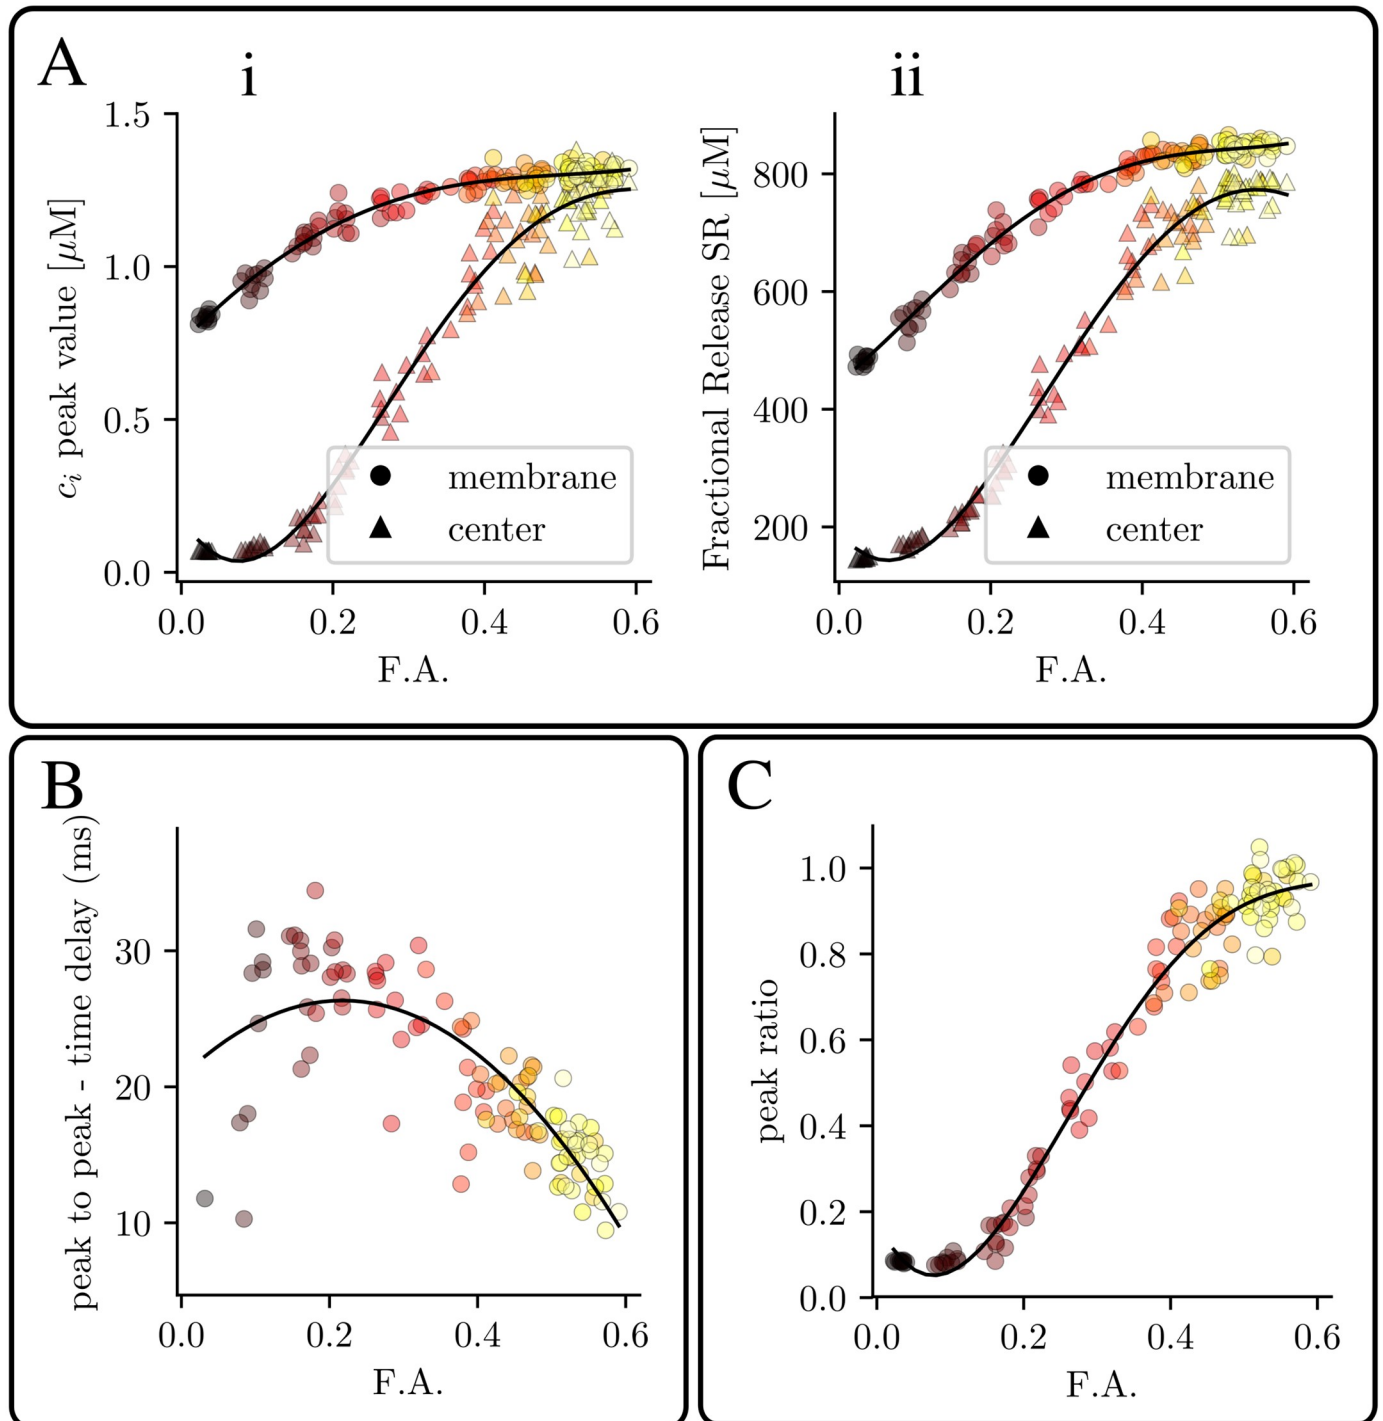 A
i
ii
1.5
1.0
0.5
0.0
c_i peak value [μM]
0.0 0.2 0.4 0.6
F.A.
membrane
center
800
600
400
200
Fractional Release SR [μM]
0.0 0.2 0.4 0.6
F.A.
membrane
center
B
30
20
10
peak to peak - time delay (ms)
0.0 0.2 0.4 0.6
F.A.
C
1.0
0.8
0.6
0.4
0.2
0.0
peak ratio
0.0 0.2 0.4 0.6
F.A.